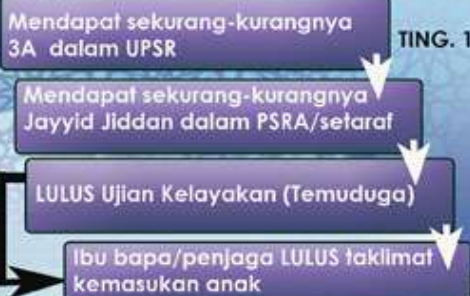 Mendapat sekurang-kurangnya
3A dalam UPSR
TING. 1
Mendapat sekurang-kurangnya
Jayyid Jiddan dalam PSRA/setaraf
LULUS Ujian Kelayakan (Temuduga)
Ibu bapa/penjaga LULUS taklimat
kemasukan anak